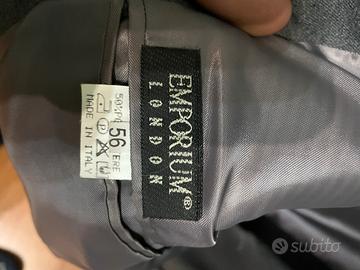 EMPORIUM®
LONDON
56
MADE IN ITALY
subito